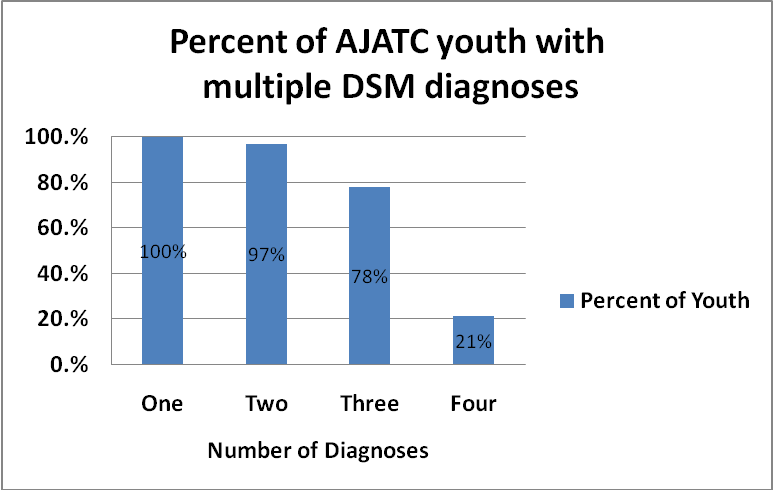 Percent of AJATC youth with
multiple DSM diagnoses
100.%
80.%
60.%
40.%
20.%
0.%
100%
97%
78%
21%
One Two Three Four
Number of Diagnoses
Percent of Youth